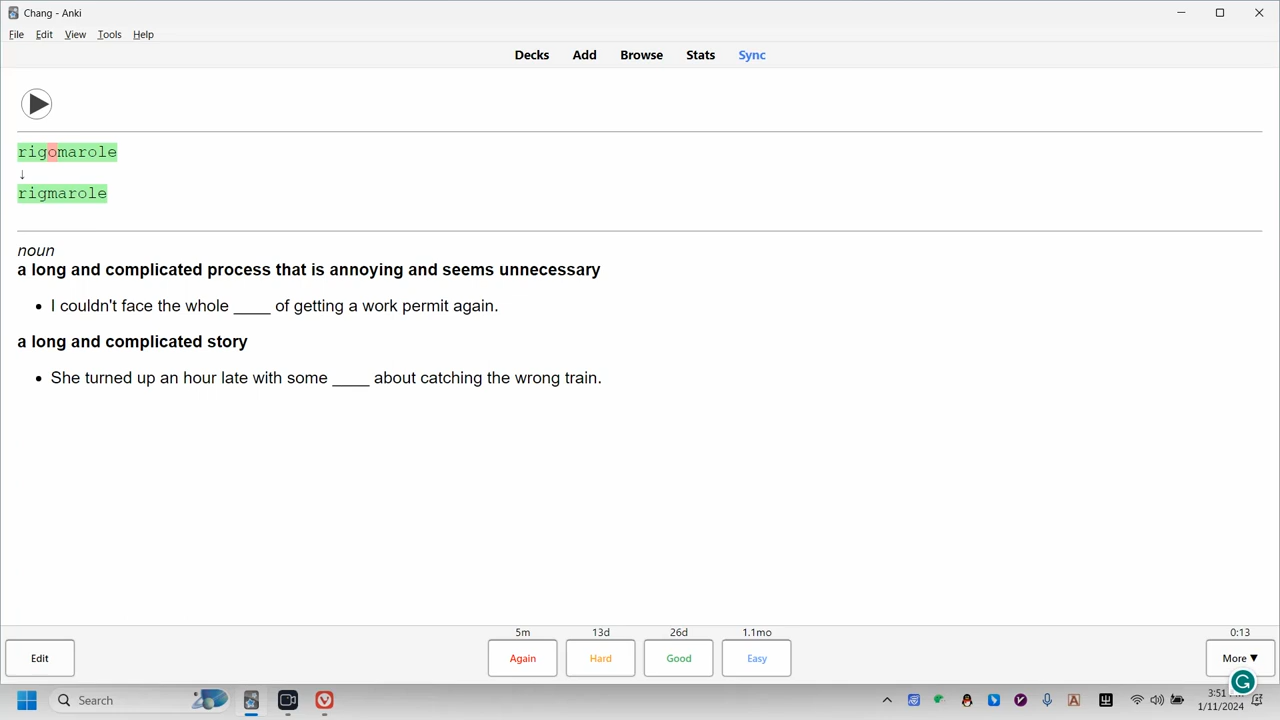 Chang - Anki
File Edit View Tools Help
Decks Add Browse Stats Sync
rigomarole
↓
rigmarole
noun
a long and complicated process that is annoying and seems unnecessary
• I couldn't face the whole ____ of getting a work permit again.
a long and complicated story
• She turned up an hour late with some ____ about catching the wrong train.
5m 13d 26d 1.1mo 0:13
Edit Again Hard Good Easy More ▼
Search
3:51
1/11/2024